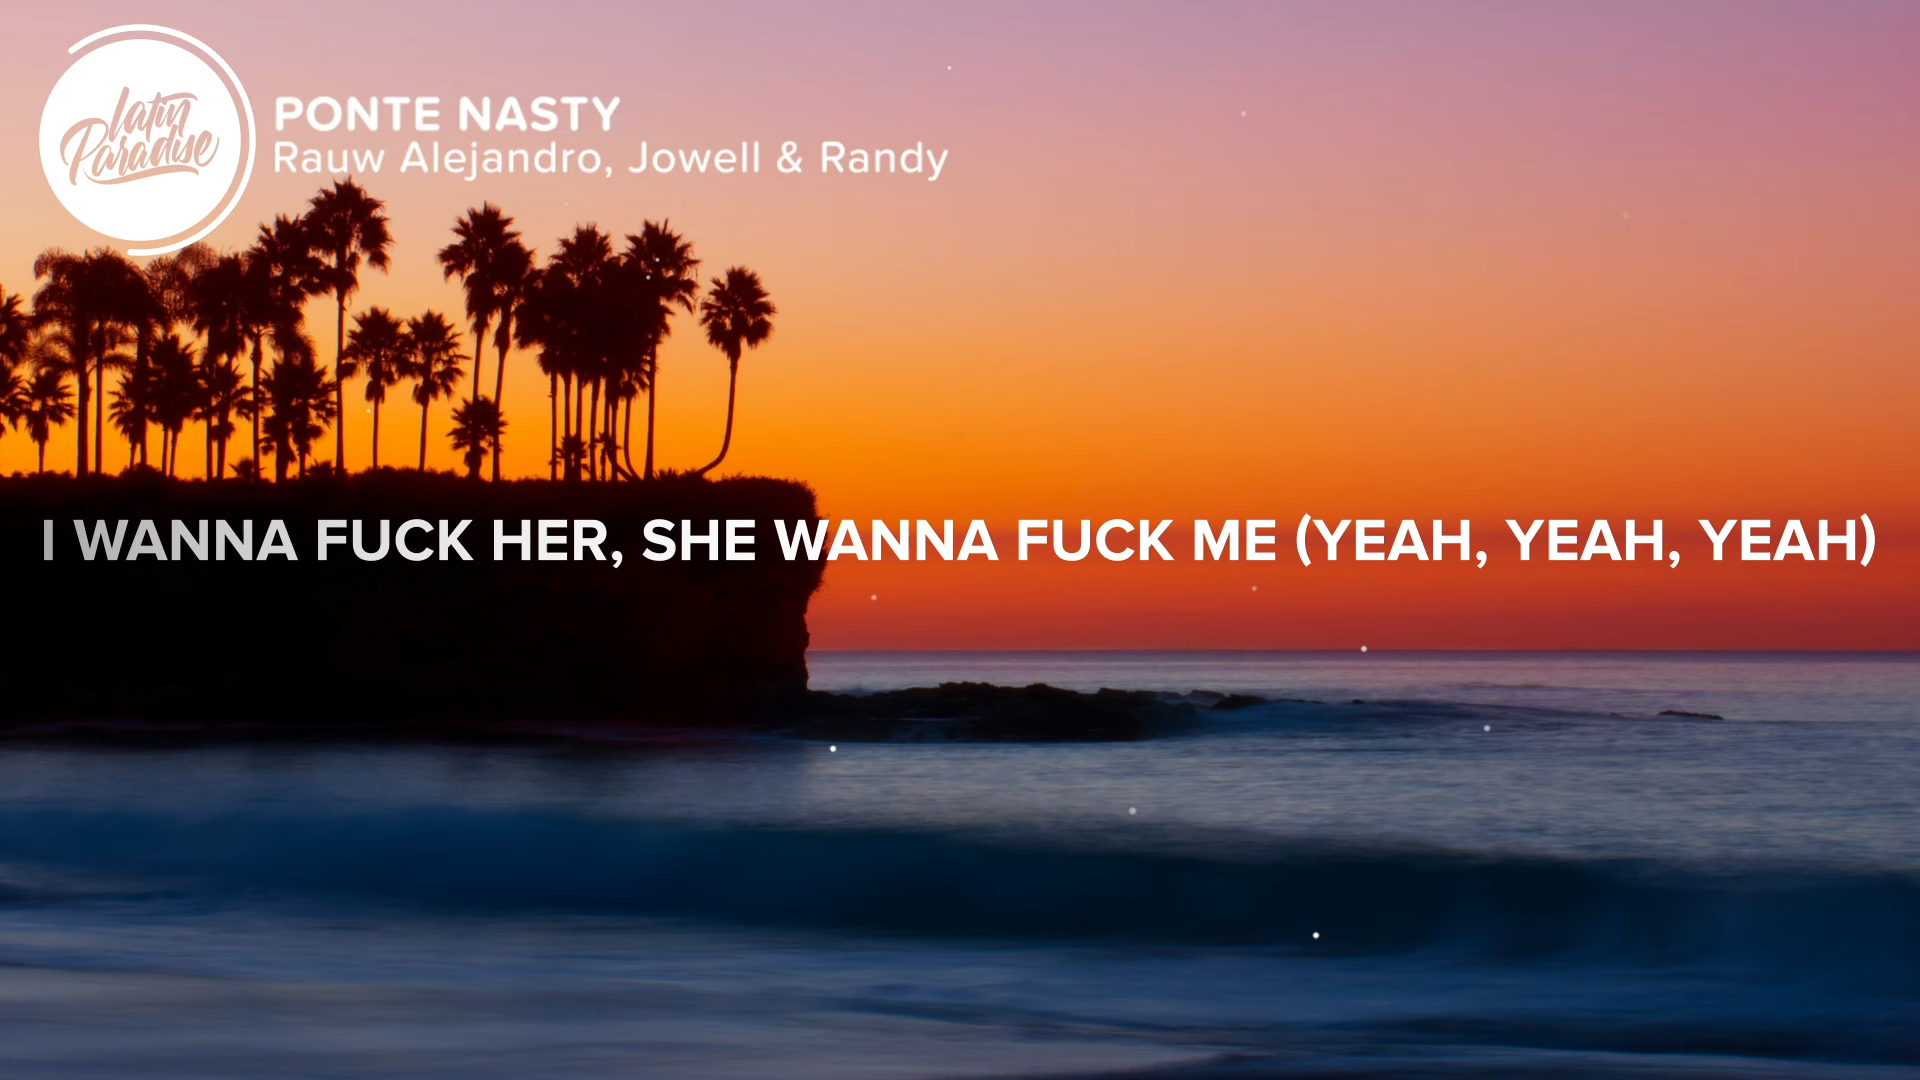 latin
Paradise
PONTE NASTY
Rauw Alejandro, Jowell & Randy
I WANNA FUCK HER, SHE WANNA FUCK ME (YEAH, YEAH, YEAH)